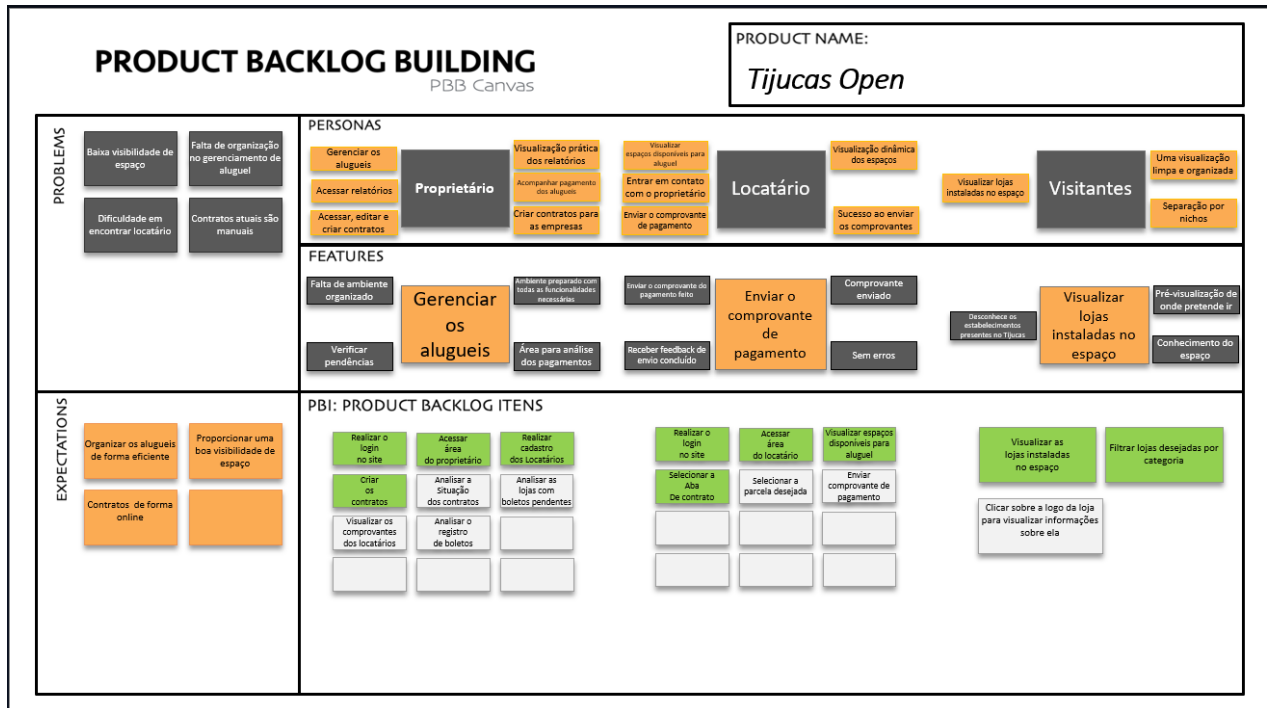 PRODUCT BACKLOG BUILDING
PBB Canvas
PRODUCT NAME:
Tijucas Open
PROBLEMS
Baixa visibilidade de
espaço
Falta de organização
no gerenciamento de
aluguel
Dificuldade em
encontrar locatário
Contratos atuais são
manuais
PERSONAS
Gerenciar os
alugueis
Acessar relatórios
Acessar, editar e
criar contratos
Proprietário
Visualização prática
dos relatórios
Acompanhar pagamento
dos alugueis
Criar contratos para
as empresas
Visualizar
espaços disponíveis para
aluguel
Entrar em contato
com o proprietário
Enviar o comprovante
de pagamento
Locatário
Visualização dinâmica
dos espaços
Sucesso ao enviar
os comprovantes
Visualizar lojas
instaladas no espaço
Visitantes
Uma visualização
limpa e organizada
Separação por
nichos
FEATURES
Falta de ambiente
organizado
Verificar
pendências
Gerenciar
os
alugueis
Ambiente preparado com
todas as funcionalidades
necessárias
Área para análise
dos pagamentos
Enviar o comprovante do
pagamento feito
Receber feedback de
envio concluído
Enviar o
comprovante
de
pagamento
Comprovante
enviado
Sem erros
Desconhece os
estabelecimentos
presentes no Tijucas
Visualizar
lojas
instaladas no
espaço
Pré-visualização de
onde pretende ir
Conhecimento do
espaço
EXPECTATIONS
Organizar os alugueis
de forma eficiente
Proporcionar uma
boa visibilidade de
espaço
Contratos de forma
online
PBI: PRODUCT BACKLOG ITENS
Realizar o
login
no site
Acessar
área
do proprietário
Realizar
cadastro
dos Locatários
Criar
os
contratos
Analisar a
Situação
dos contratos
Analisar as
lojas com
boletos pendentes
Visualizar os
comprovantes
dos locatários
Analisar o
registro
de boletos
Realizar o
login
no site
Acessar
área
do locatário
Visualizar espaços
disponíveis para
aluguel
Selecionar a
Aba
De contrato
Selecionar a
parcela desejada
Enviar
comprovante de
pagamento
Visualizar as
lojas instaladas
no espaço
Filtrar lojas desejadas por
categoria
Clicar sobre a logo da loja
para visualizar informações
sobre ela